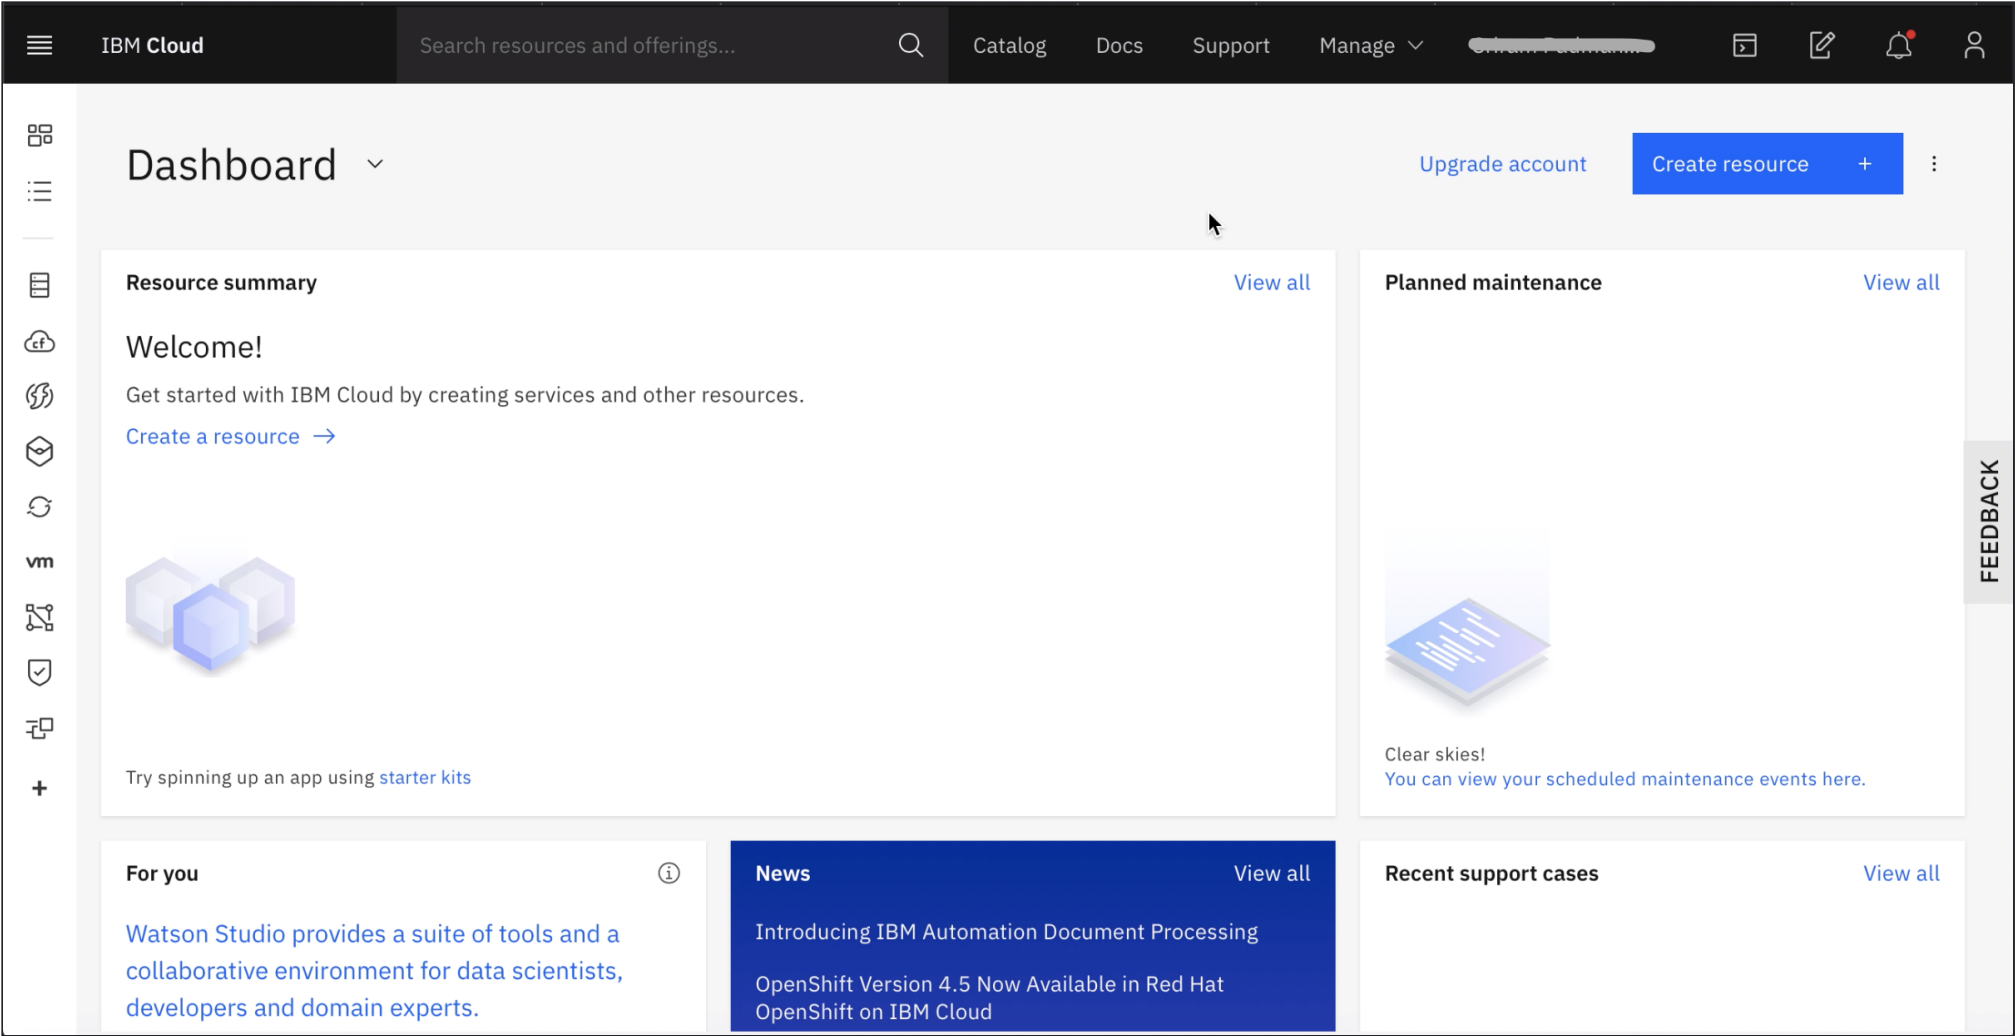 IBM Cloud
Search resources and offerings...
Catalog
Docs
Support
Manage
Dashboard
Upgrade account
Create resource +
Resource summary
View all
Welcome!
Get started with IBM Cloud by creating services and other resources.
Create a resource →
Try spinning up an app using starter kits
Planned maintenance
View all
Clear skies!
You can view your scheduled maintenance events here.
FEEDBACK
cf
vm
+
For you
Watson Studio provides a suite of tools and a
collaborative environment for data scientists,
developers and domain experts.
News
View all
Introducing IBM Automation Document Processing
OpenShift Version 4.5 Now Available in Red Hat
OpenShift on IBM Cloud
Recent support cases
View all